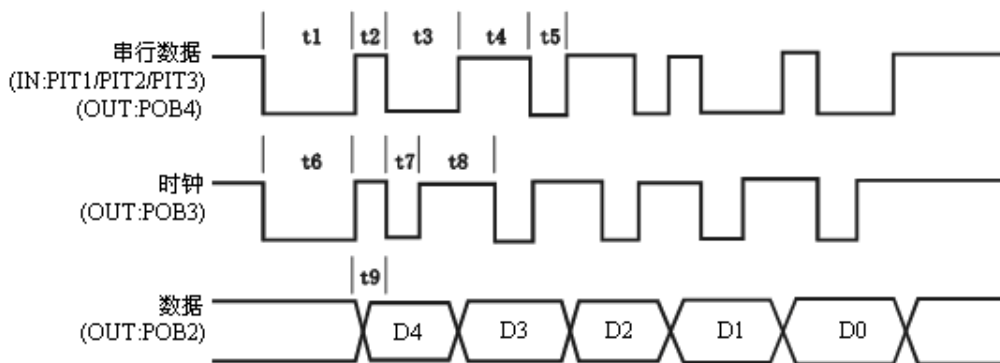 t1 t2 t3 t4 t5
串行数据
(IN:PIT1/PIT2/PIT3)
(OUT:POB4)
t6 t7 t8
时钟
(OUT:POB3)
t9
数据
(OUT:POB2)
D4 D3 D2 D1 D0